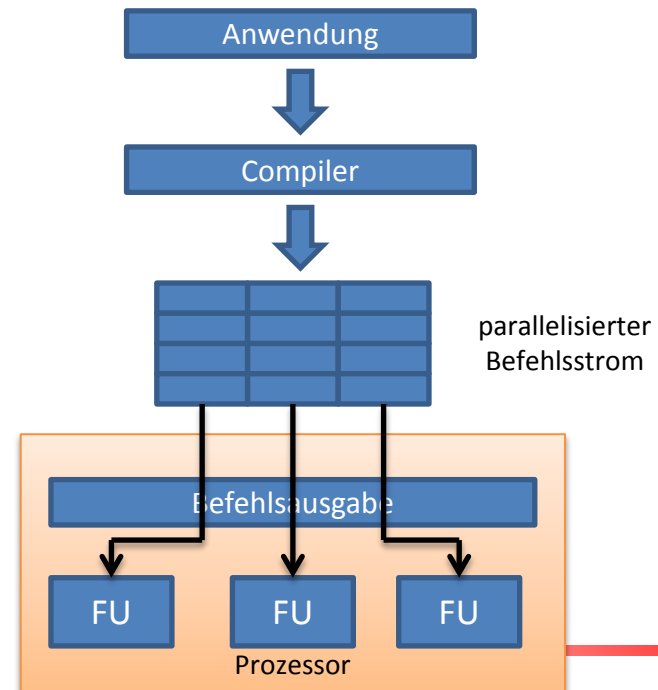 Anwendung
Compiler
parallelisierter
Befehlsstrom
Befehlsausgabe
FU
FU
FU
Prozessor